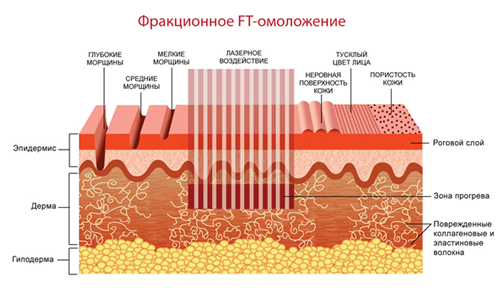 Фракционное FT-омоложение
ГЛУБОКИЕ
МОРЩИНЫ
СРЕДНИЕ
МОРЩИНЫ
МЕЛКИЕ
МОРЩИНЫ
ЛАЗЕРНОЕ
ВОЗДЕЙСТВИЕ
НЕРОВНАЯ
ПОВЕРХНОСТЬ
КОЖИ
ТУСКЛЫЙ
ЦВЕТ ЛИЦА
ПОРИСТОСТЬ
КОЖИ
Эпидермис
Дерма
Гиподерма
Роговой слой
Зона прогрева
Поврежденные
коллагеновые и
эластиновые
волокна